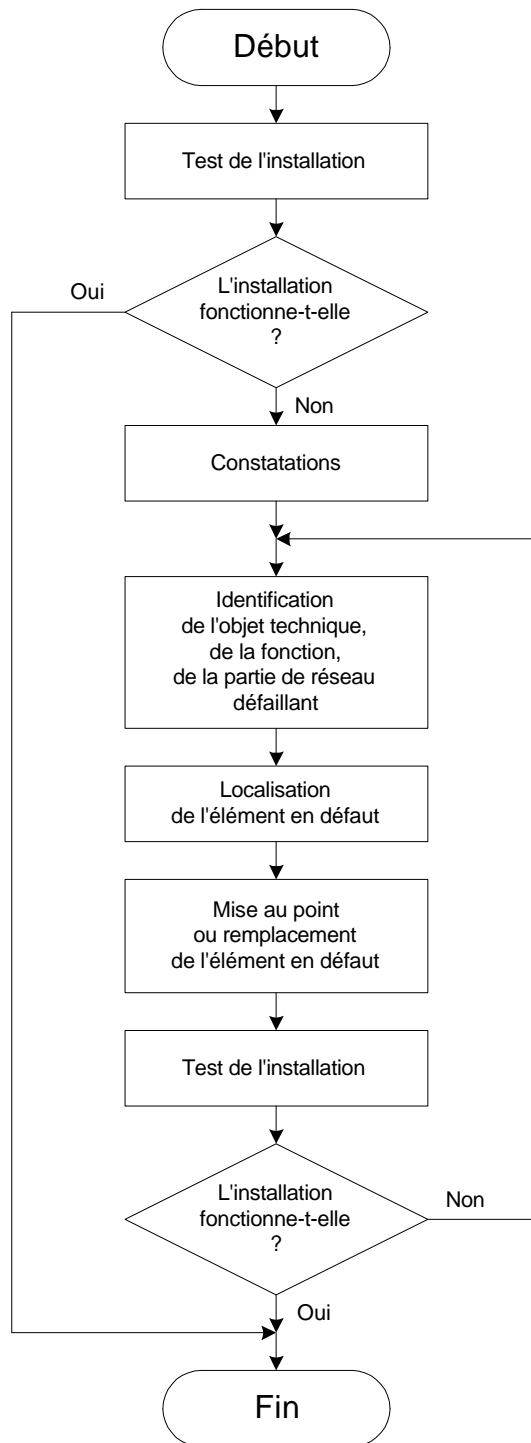 Début
Test de l'installation
L'installation
fonctionne-t-elle
?
Oui
Non
Constatations
Identification
de l'objet technique,
de la fonction,
de la partie de réseau
défaillant
Localisation
de l'élément en défaut
Mise au point
ou remplacement
de l'élément en défaut
Test de l'installation
L'installation
fonctionne-t-elle
?
Non
Oui
Fin